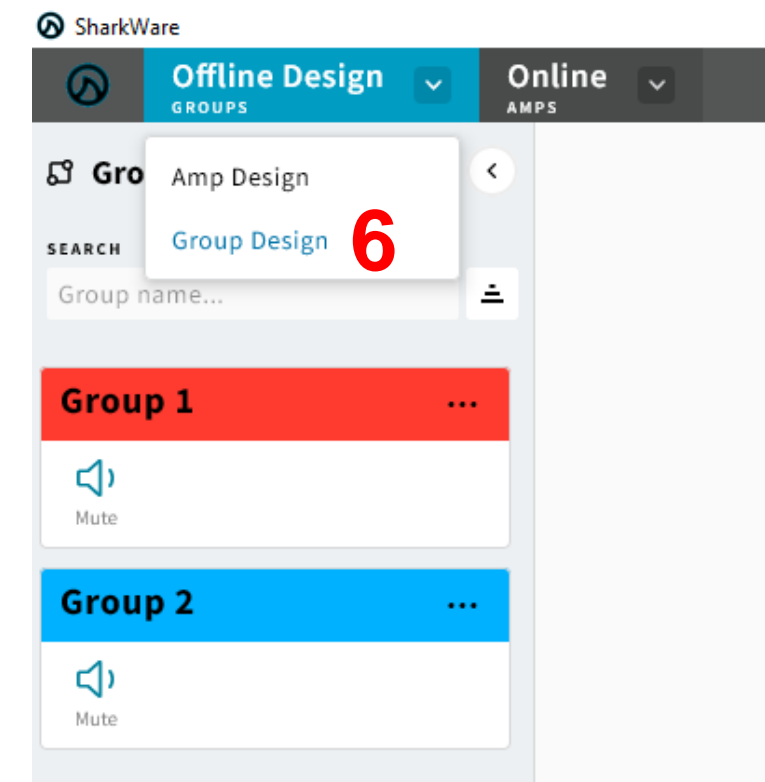 SharkWare
Offline Design
GROUPS
Online
AMPS
Gro
Amp Design
Group Design 6
SEARCH
Group name...
Group 1 ...
Mute
Group 2 ...
Mute